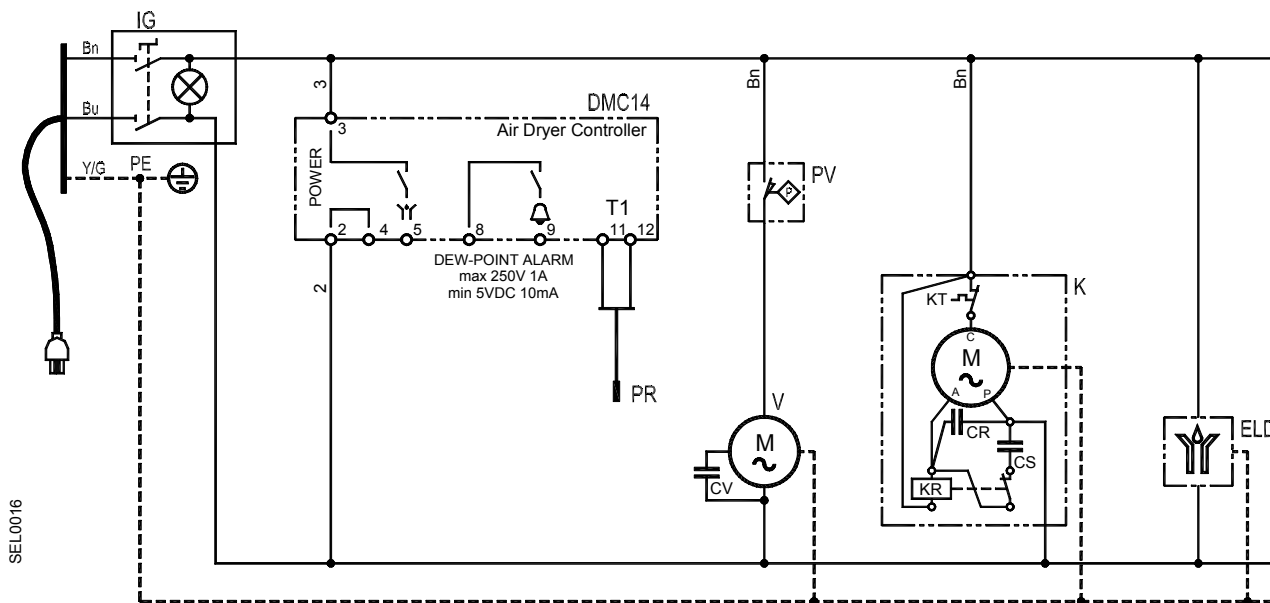 IG
Bn
Bu
Y/G
PE
3
DMC14
3
Air Dryer Controller
POWER
T1
2
4
5
8
9
11
12
DEW-POINT ALARM
max 250V 1A
min 5VDC 10mA
2
PR
Bn
PV
P
V
M
CV
Bn
K
KT
C
M
A
P
CR
CS
KR
ELD
SEL0016